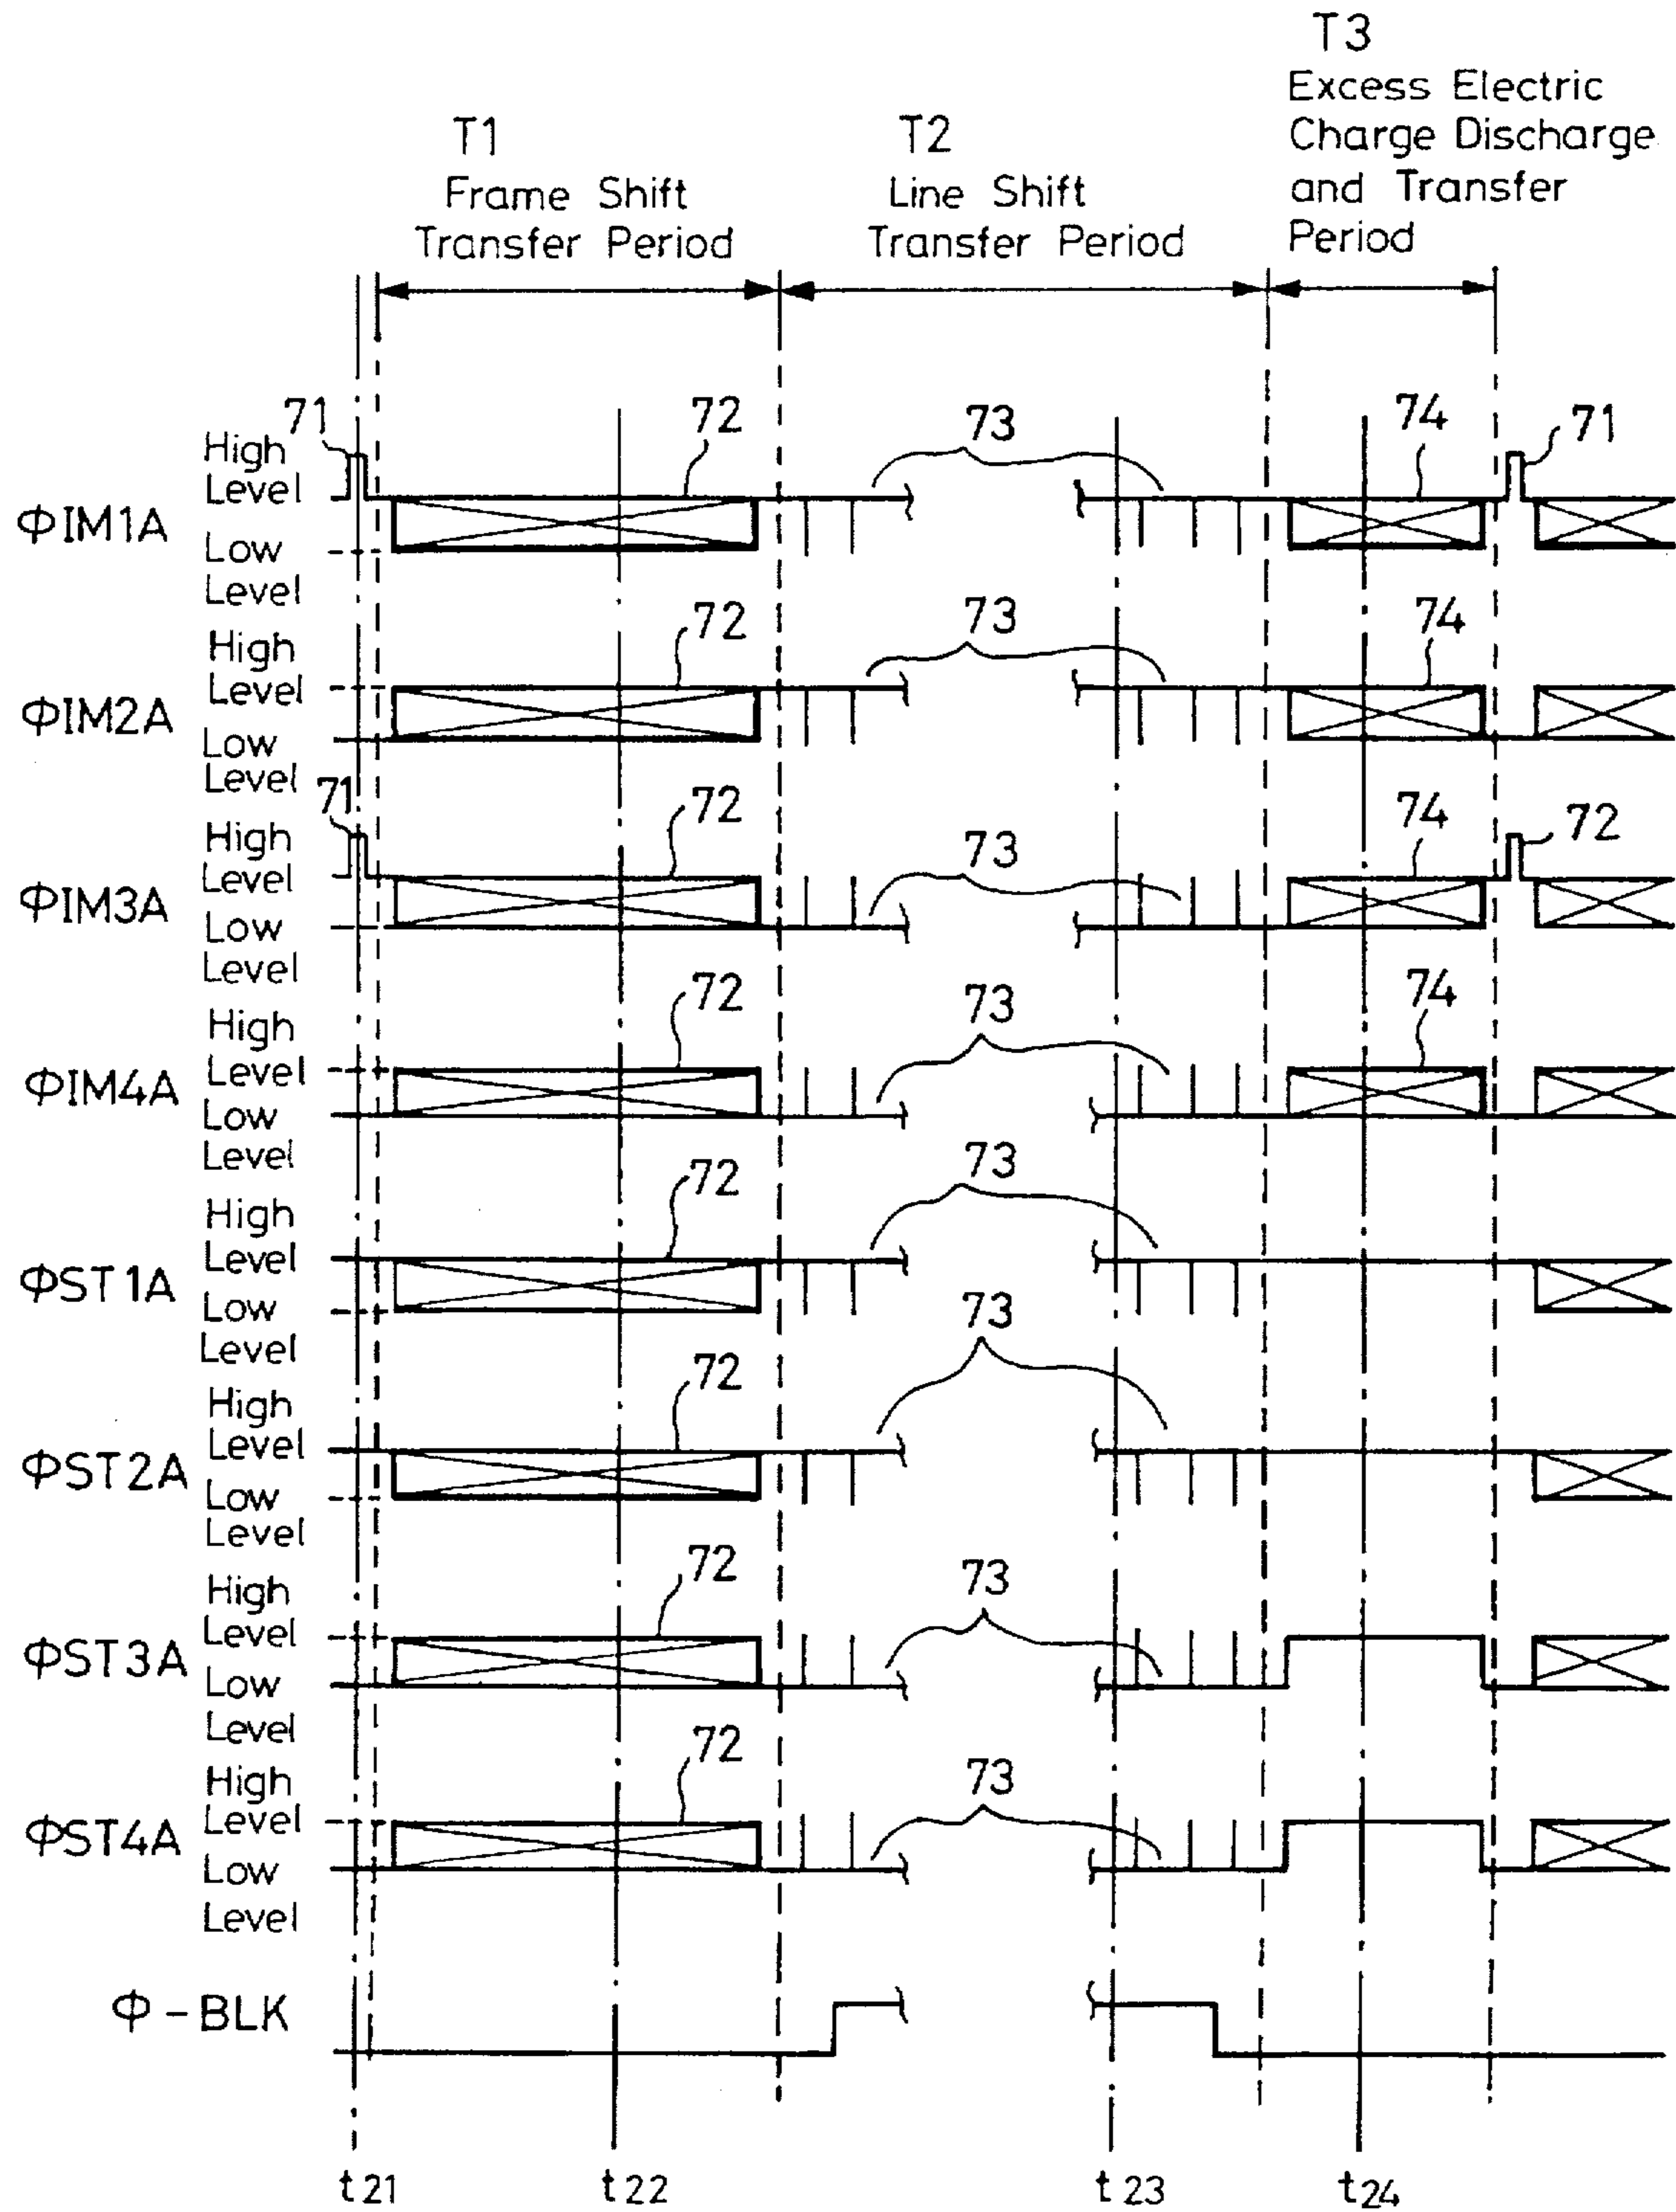 T3
Excess Electric
Charge Discharge
and Transfer
Period
T1
Frame Shift
Transfer Period
T2
Line Shift
Transfer Period
ΦIM1A
High
Level
Low
Level
71
72
73
74
71
ΦIM2A
High
Level
Low
Level
72
73
74
ΦIM3A
High
Level
Low
Level
71
72
73
74
72
ΦIM4A
High
Level
Low
Level
72
73
74
ΦST1A
High
Level
Low
Level
72
73
ΦST2A
High
Level
Low
Level
72
73
ΦST3A
High
Level
Low
Level
72
73
ΦST4A
High
Level
Low
Level
72
73
Φ-BLK
t21 t22 t23 t24